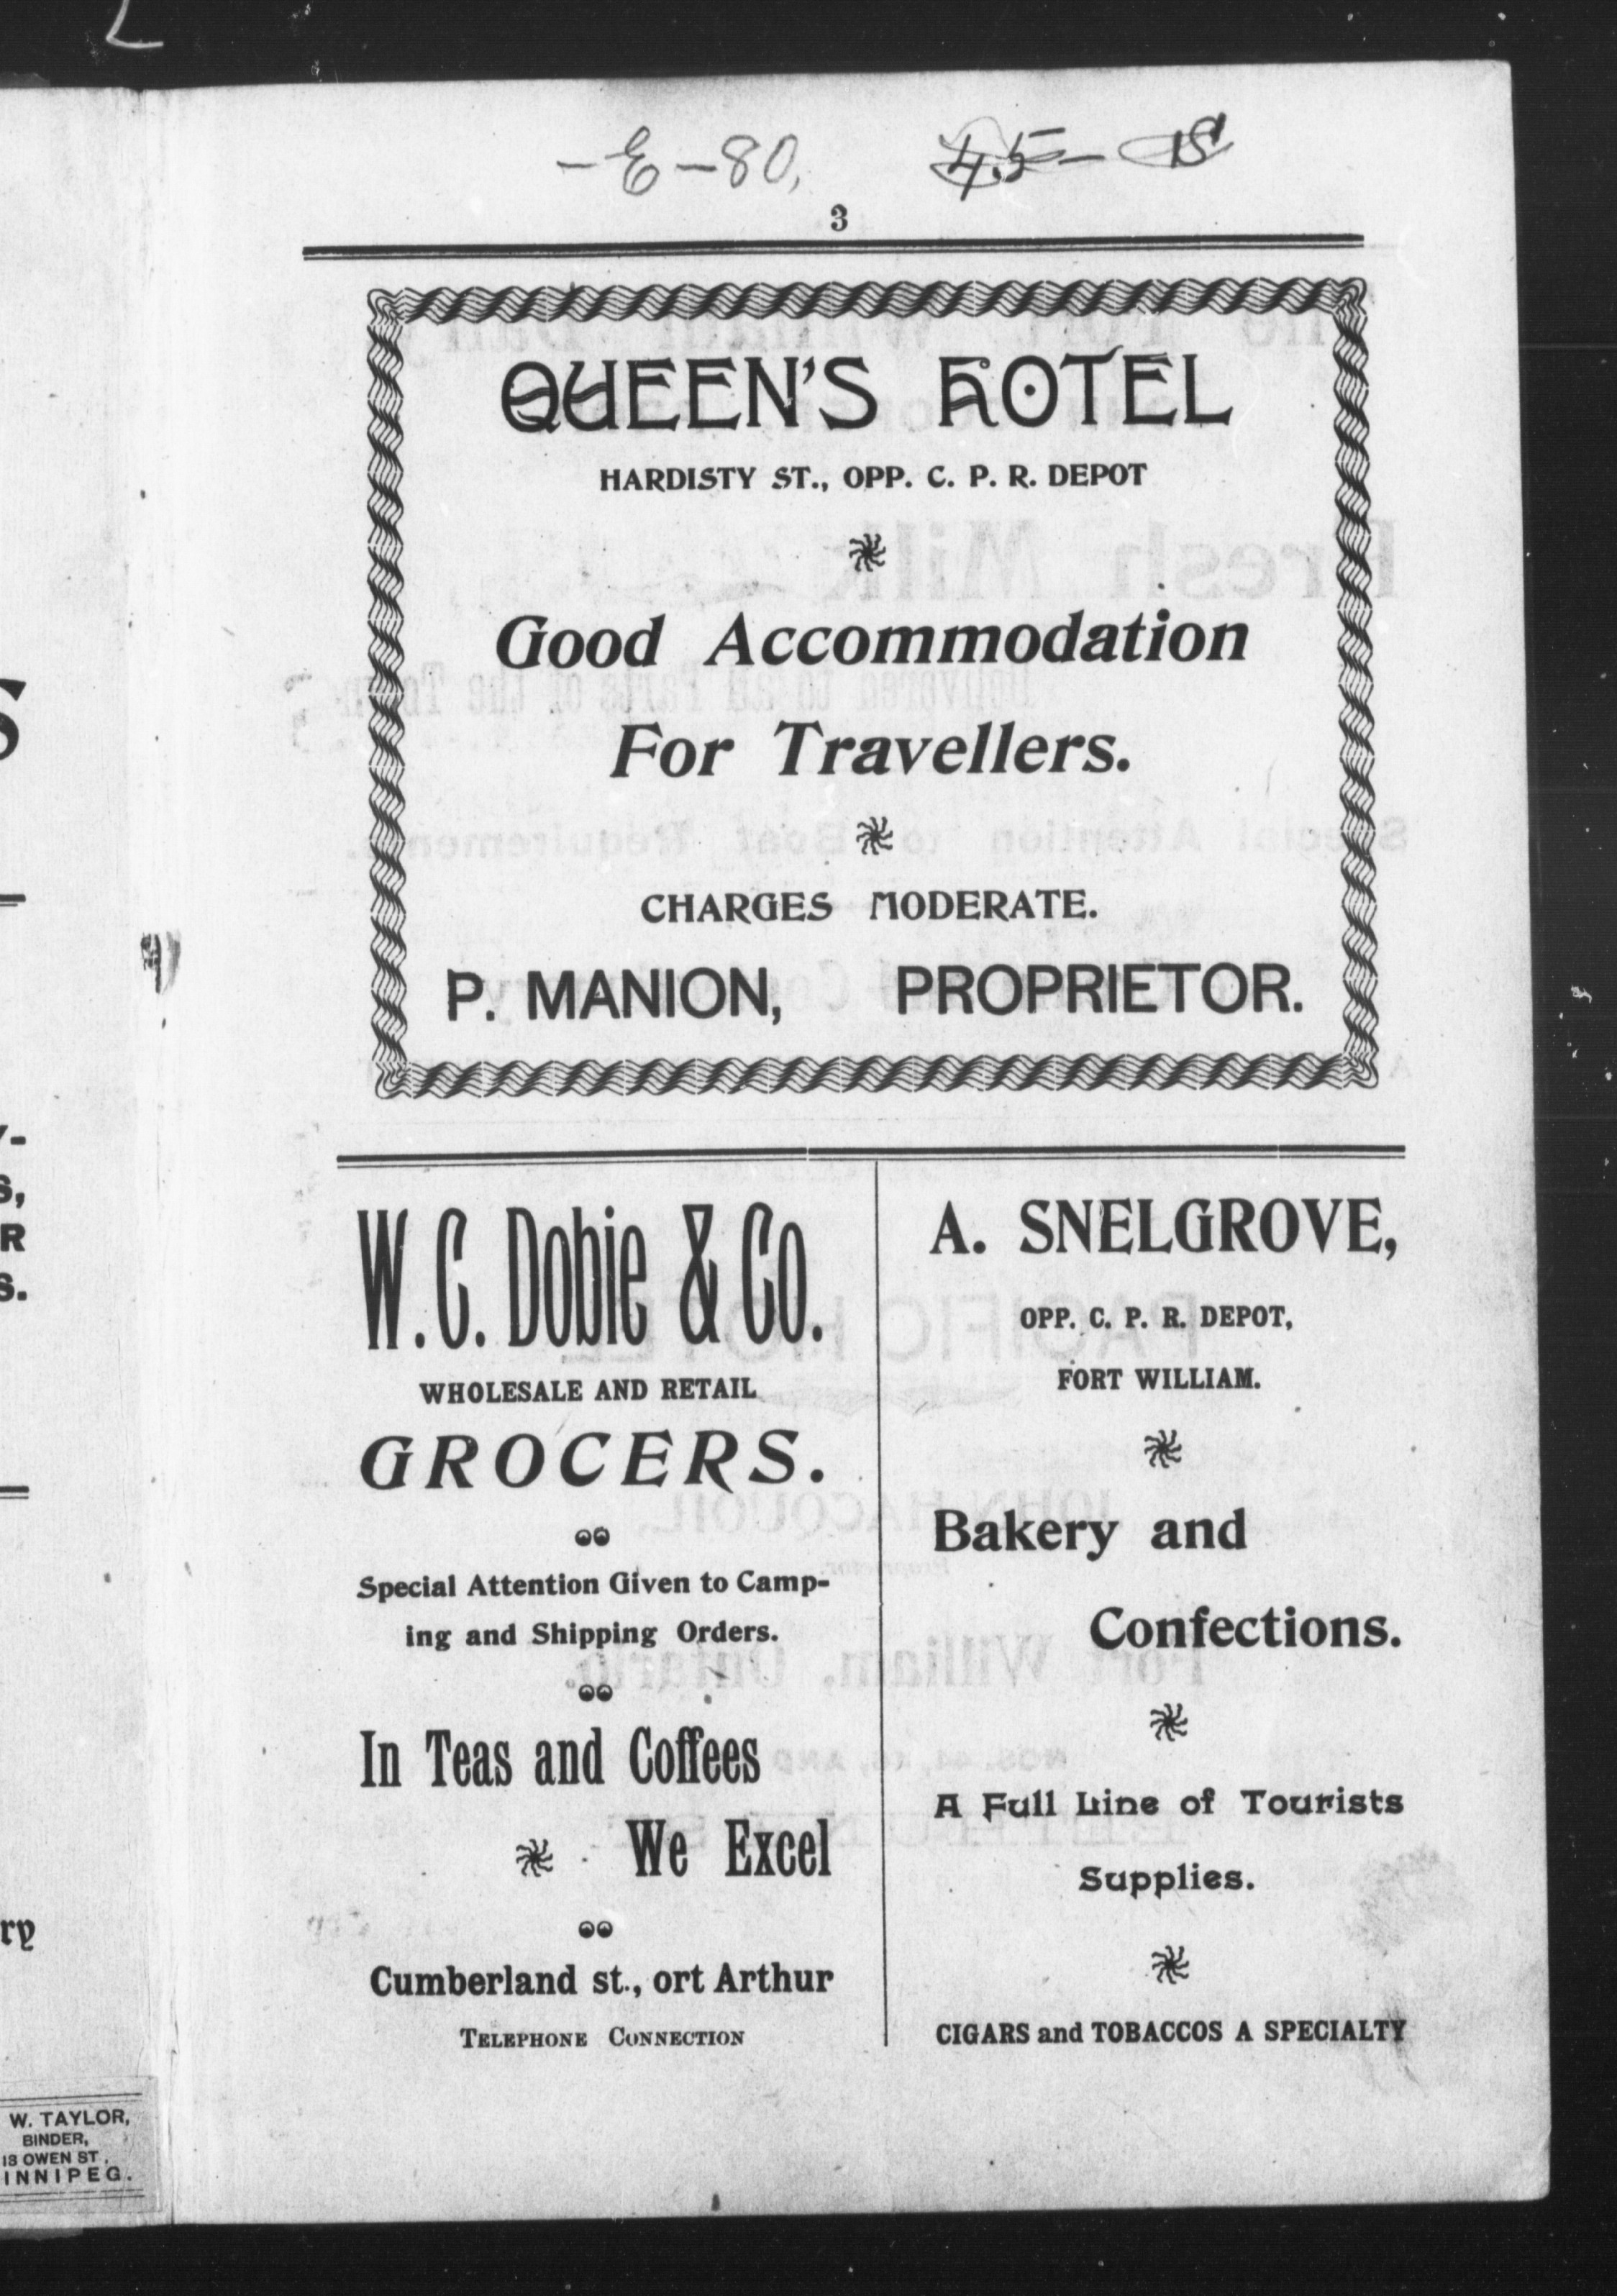 -E-80,
45-
3
QUEEN'S HOTEL
HARDISTY ST., OPP. C. P. R. DEPOT
Good Accommodation
For Travellers.
CHARGES MODERATE.
P. MANION, PROPRIETOR.
W. C. Dobie & Co.
WHOLESALE AND RETAIL
GROCERS.
Special Attention Given to Camp-
ing and Shipping Orders.
In Teas and Coffees
We Excel
Cumberland st., ort Arthur
TELEPHONE CONNECTION
A. SNELGROVE,
OPP. C. P. R. DEPOT,
FORT WILLIAM.
Bakery and
Confections.
A Full Line of Tourists
Supplies.
CIGARS and TOBACCOS A SPECIALTY
W. TAYLOR,
BINDER,
13 OWEN ST.,
INNIPEG.